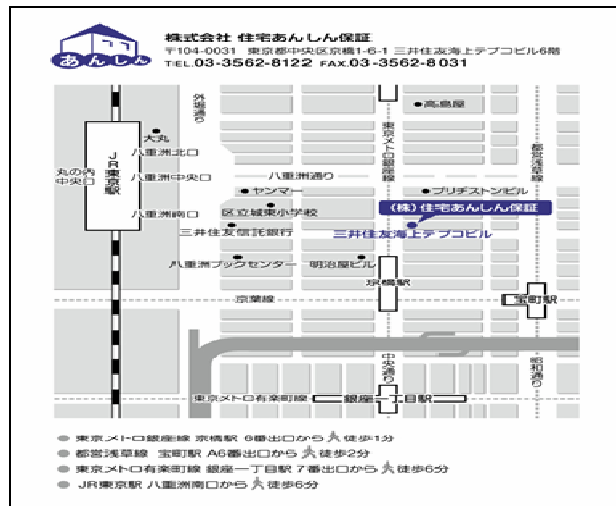 あんしん
株式会社 住宅あんしん保証
〒104-0031 東京都中央区京橋1-6-1 三井住友海上テプコビル6階
TEL.03-3562-8122 FAX.03-3562-8031
外堀通り
高島屋
大丸
東京メトロ銀座線
都営浅草線
八重洲北口
JR東京駅
丸の内
中央口
八重洲中央口
八重洲通り
ヤンマー
ブリヂストンビル
八重洲南口
区立城東小学校
(株)住宅あんしん保証
三井住友信託銀行
三井住友海上テプコビル
八重洲ブックセンター
明治屋ビル
京橋駅
京葉線
宝町駅
中央通り
昭和通り
東京メトロ有楽町線
銀座一丁目駅
● 東京メトロ銀座線 京橋駅 6番出口から 徒歩1分
● 都営浅草線 宝町駅 A6番出口から 徒歩2分
● 東京メトロ有楽町線 銀座一丁目駅 7番出口から 徒歩6分
● JR東京駅 八重洲南口から 徒歩6分